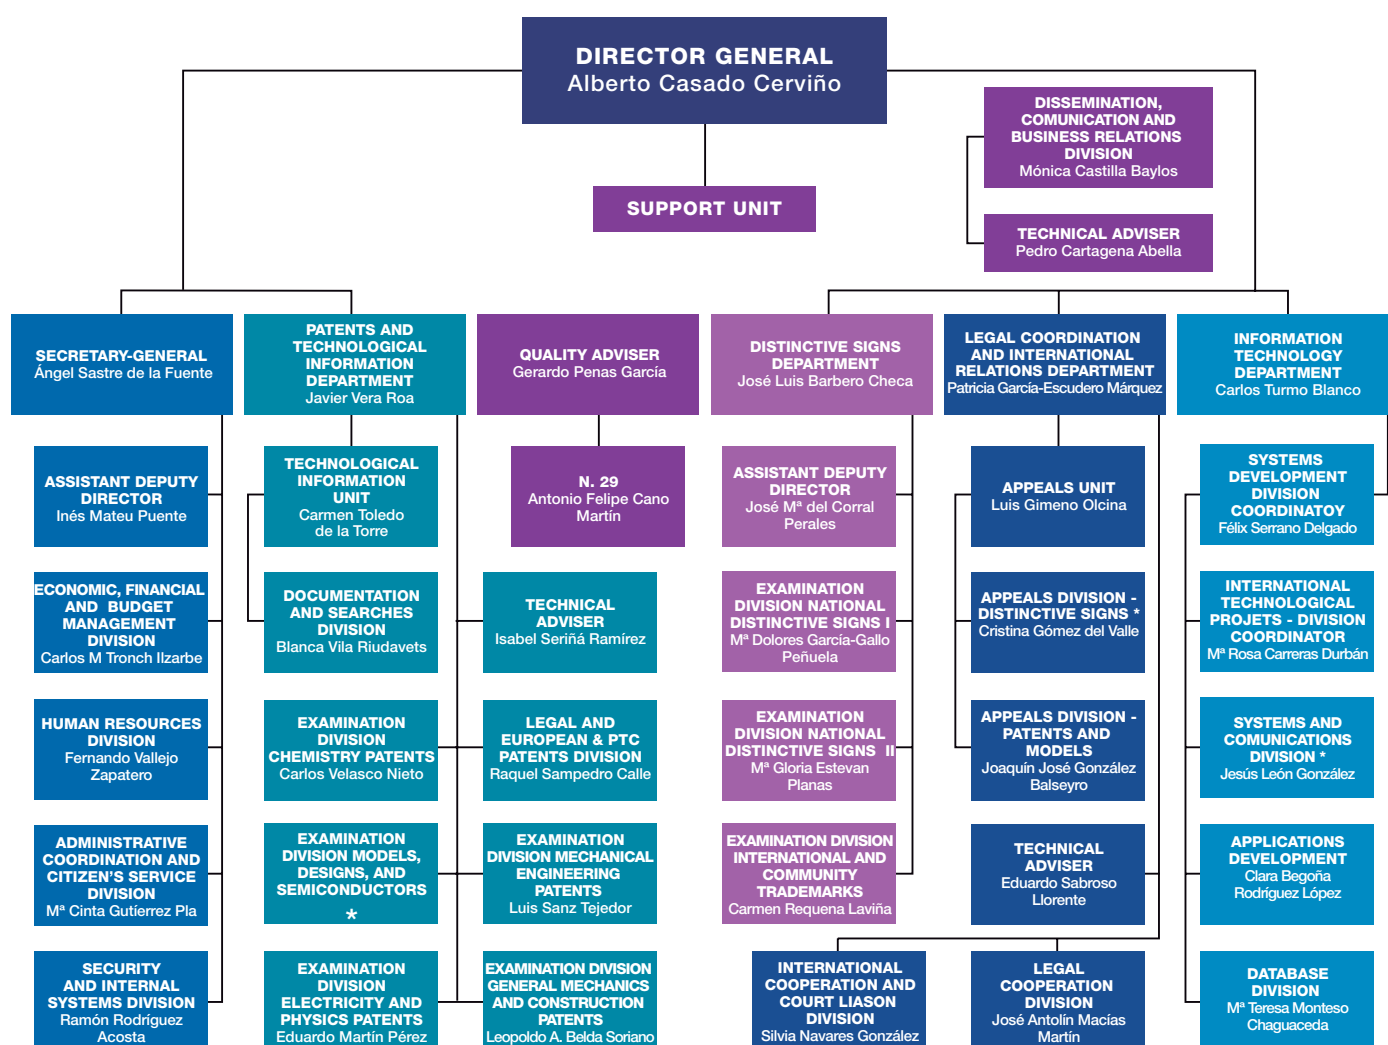 DIRECTOR GENERAL
Alberto Casado Cerviño
SUPPORT UNIT
DISSEMINATION,
COMUNICATION AND
BUSINESS RELATIONS
DIVISION
Mónica Castilla Baylos
TECHNICAL ADVISER
Pedro Cartagena Abella
SECRETARY-GENERAL
Ángel Sastre de la Fuente
PATENTS AND
TECHNOLOGICAL
INFORMATION
DEPARTMENT
Javier Vera Roa
QUALITY ADVISER
Gerardo Penas García
DISTINCTIVE SIGNS
DEPARTMENT
José Luis Barbero Checa
LEGAL COORDINATION
AND INTERNATIONAL
RELATIONS DEPARTMENT
Patricia García-Escudero Márquez
INFORMATION
TECHNOLOGY
DEPARTMENT
Carlos Turmo Blanco
ASSISTANT DEPUTY
DIRECTOR
Inés Mateu Puente
TECHNOLOGICAL
INFORMATION
UNIT
Carmen Toledo
de la Torre
N. 29
Antonio Felipe Cano
Martín
ASSISTANT DEPUTY
DIRECTOR
José Mª del Corral
Perales
APPEALS UNIT
Luis Gimeno Olcina
SYSTEMS
DEVELOPMENT
DIVISION
COORDINATOY
Félix Serrano Delgado
ECONOMIC, FINANCIAL
AND BUDGET
MANAGEMENT
DIVISION
Carlos M Tronch Ilzarbe
DOCUMENTATION
AND SEARCHES
DIVISION
Blanca Vila Riudavets
TECHNICAL
ADVISER
Isabel Seriñá Ramírez
EXAMINATION
DIVISION NATIONAL
DISTINCTIVE SIGNS I
Mª Dolores García-Gallo
Peñuela
APPEALS DIVISION -
DISTINCTIVE SIGNS *
Cristina Gómez del Valle
INTERNATIONAL
TECHNOLOGICAL
PROJETS - DIVISION
COORDINATOR
Mª Rosa Carreras Durbán
HUMAN RESOURCES
DIVISION
Fernando Vallejo
Zapatero
EXAMINATION
DIVISION
CHEMISTRY PATENTS
Carlos Velasco Nieto
LEGAL AND
EUROPEAN & PTC
PATENTS DIVISION
Raquel Sampedro Calle
EXAMINATION
DIVISION NATIONAL
DISTINCTIVE SIGNS II
Mª Gloria Estevan
Planas
APPEALS DIVISION -
PATENTS AND
MODELS
Joaquín José González
Balseyro
SYSTEMS AND
COMUNICATIONS
DIVISION *
Jesús León González
ADMINISTRATIVE
COORDINATION AND
CITIZEN'S SERVICE
DIVISION
Mª Cinta Gutíerrez Pla
EXAMINATION
DIVISION MODELS,
DESIGNS, AND
SEMICONDUCTORS
*
EXAMINATION
DIVISION MECHANICAL
ENGINEERING
PATENTS
Luis Sanz Tejedor
EXAMINATION DIVISION
INTERNATIONAL AND
COMMUNITY
TRADEMARKS
Carmen Requena Laviña
TECHNICAL
ADVISER
Eduardo Sabroso
Llorente
APPLICATIONS
DEVELOPMENT
Clara Begoña
Rodríguez López
SECURITY
AND INTERNAL
SYSTEMS DIVISION
Ramón Rodríguez
Acosta
EXAMINATION
DIVISION
ELECTRICITY AND
PHYSICS PATENTS
Eduardo Martín Pérez
EXAMINATION DIVISION
GENERAL MECHANICS
AND CONSTRUCTION
PATENTS
Leopoldo A. Belda Soriano
INTERNATIONAL
COOPERATION AND
COURT LIASON
DIVISION
Silvia Navares González
LEGAL
COOPERATION
DIVISION
José Antolín Macías
Martín
DATABASE
DIVISION
Mª Teresa Monteso
Chaguaceda